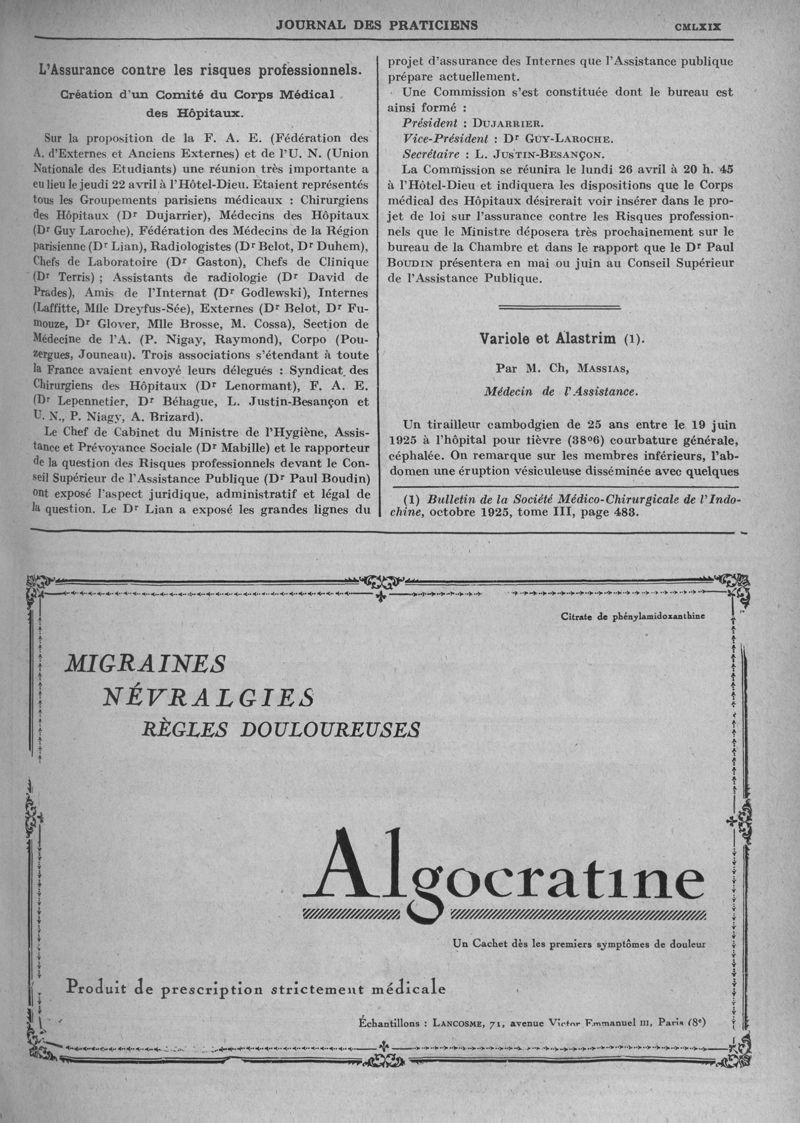 JOURNAL DES PRATICIENS
CMLXIX
L'Assurance contre les risques professionnels.
Création d'un Comité du Corps Médical
des Hôpitaux.
Sur la proposition de la F. A. E. (Fédération des
A. d'Externes et Anciens Externes) et de l'U. N. (Union
Nationale des Etudiants) une réunion très importante a
eu lieu le jeudi 22 avril à l'Hôtel-Dieu. Etaient représentés
tous les Groupements parisiens médicaux : Chirurgiens
des Hôpitaux (Dr Dujarrier), Médecins des Hôpitaux
(Dr Guy Laroche), Fédération des Médecins de la Région
parisienne (Dr Lian), Radiologistes (Dr Belot, Dr Duhem),
Chefs de Laboratoire (Dr Gaston), Chefs de Clinique
(Dr Terris) ; Assistants de radiologie (Dr David de
Prades), Amis de l'Internat (Dr Godlewski), Internes
(Laffitte, Mlle Dreyfus-Sée), Externes (Dr Belot, Dr Fu-
mouze, Dr Glover, Mlle Brosse, M. Cossa), Section de
Médecine de l'A. (P. Nigay, Raymond), Corpo (Pou-
zergues, Jouneau). Trois associations s'étendant à toute
la France avaient envoyé leurs délegués : Syndicat des
Chirurgiens des Hôpitaux (Dr Lenormant), F. A. E.
(Dr Lepennetier, Dr Béhague, L. Justin-Besançon et
U. N., P. Niagy, A. Brizard).
Le Chef de Cabinet du Ministre de l'Hygiène, Assis-
tance et Prévoyance Sociale (Dr Mabille) et le rapporteur
de la question des Risques professionnels devant le Con-
seil Supérieur de l'Assistance Publique (Dr Paul Boudin)
ont exposé l'aspect juridique, administratif et légal de
la question. Le Dr Lian a exposé les grandes lignes du
projet d'assurance des Internes que l'Assistance publique
prépare actuellement.
Une Commission s'est constituée dont le bureau est
ainsi formé :
Président : DUJARRIER.
Vice-Président : Dr GUY-LAROCHE.
Secrétaire : L. JUSTIN-BESANÇON.
La Commission se réunira le lundi 26 avril à 20 h. 45
à l'Hôtel-Dieu et indiquera les dispositions que le Corps
médical des Hôpitaux désirerait voir insérer dans le pro-
jet de loi sur l'assurance contre les Risques profession-
nels que le Ministre déposera très prochainement sur le
bureau de la Chambre et dans le rapport que le Dr Paul
BOUDIN présentera en mai ou juin au Conseil Supérieur
de l'Assistance Publique.
Variole et Alastrim (1).
Par M. Ch, MASSIAS,
Médecin de l'Assistance.
Un tirailleur cambodgien de 25 ans entre le 19 juin
1925 à l'hôpital pour fièvre (38°6) courbature générale,
céphalée. On remarque sur les membres inférieurs, l'ab-
domen une éruption vésiculeuse disséminée avec quelques
(1) Bulletin de la Société Médico-Chirurgicale de l'Indo-
chine, octobre 1925, tome III, page 483.
Citrate de phénylamidoxanthine
MIGRAINES
NÉVRALGIES
RÈGLES DOULOUREUSES
Algocratine
Un Cachet dès les premiers symptômes de douleur
Produit de prescription strictement médicale
Échantillons : LANCOSME, 71, avenue Victor Emmanuel III, Paris (8e)